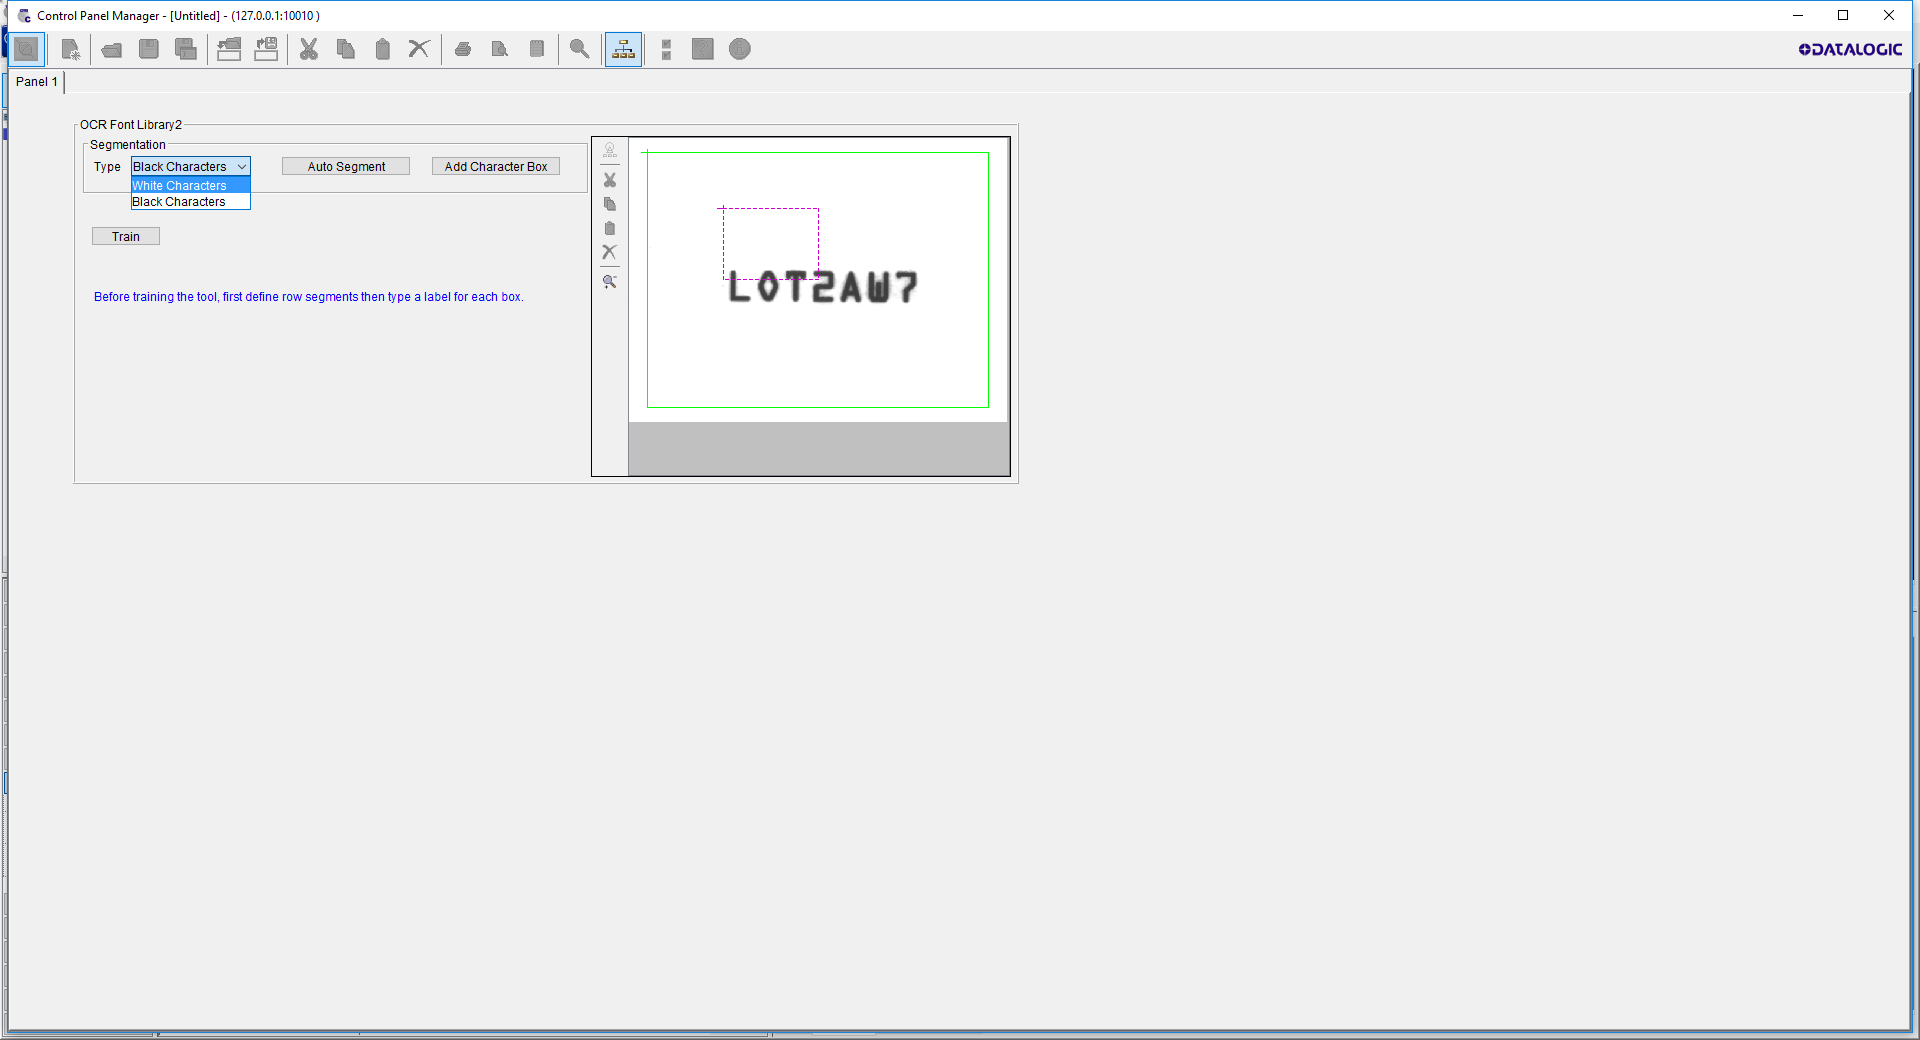 Control Panel Manager - [Untitled] - (127.0.0.1:10010 )
DATALOGIC
Panel 1
OCR Font Library2
Segmentation
Type Black Characters Auto Segment Add Character Box
White Characters
Black Characters
Train
Before training the tool, first define row segments then type a label for each box.
LOT2AW7